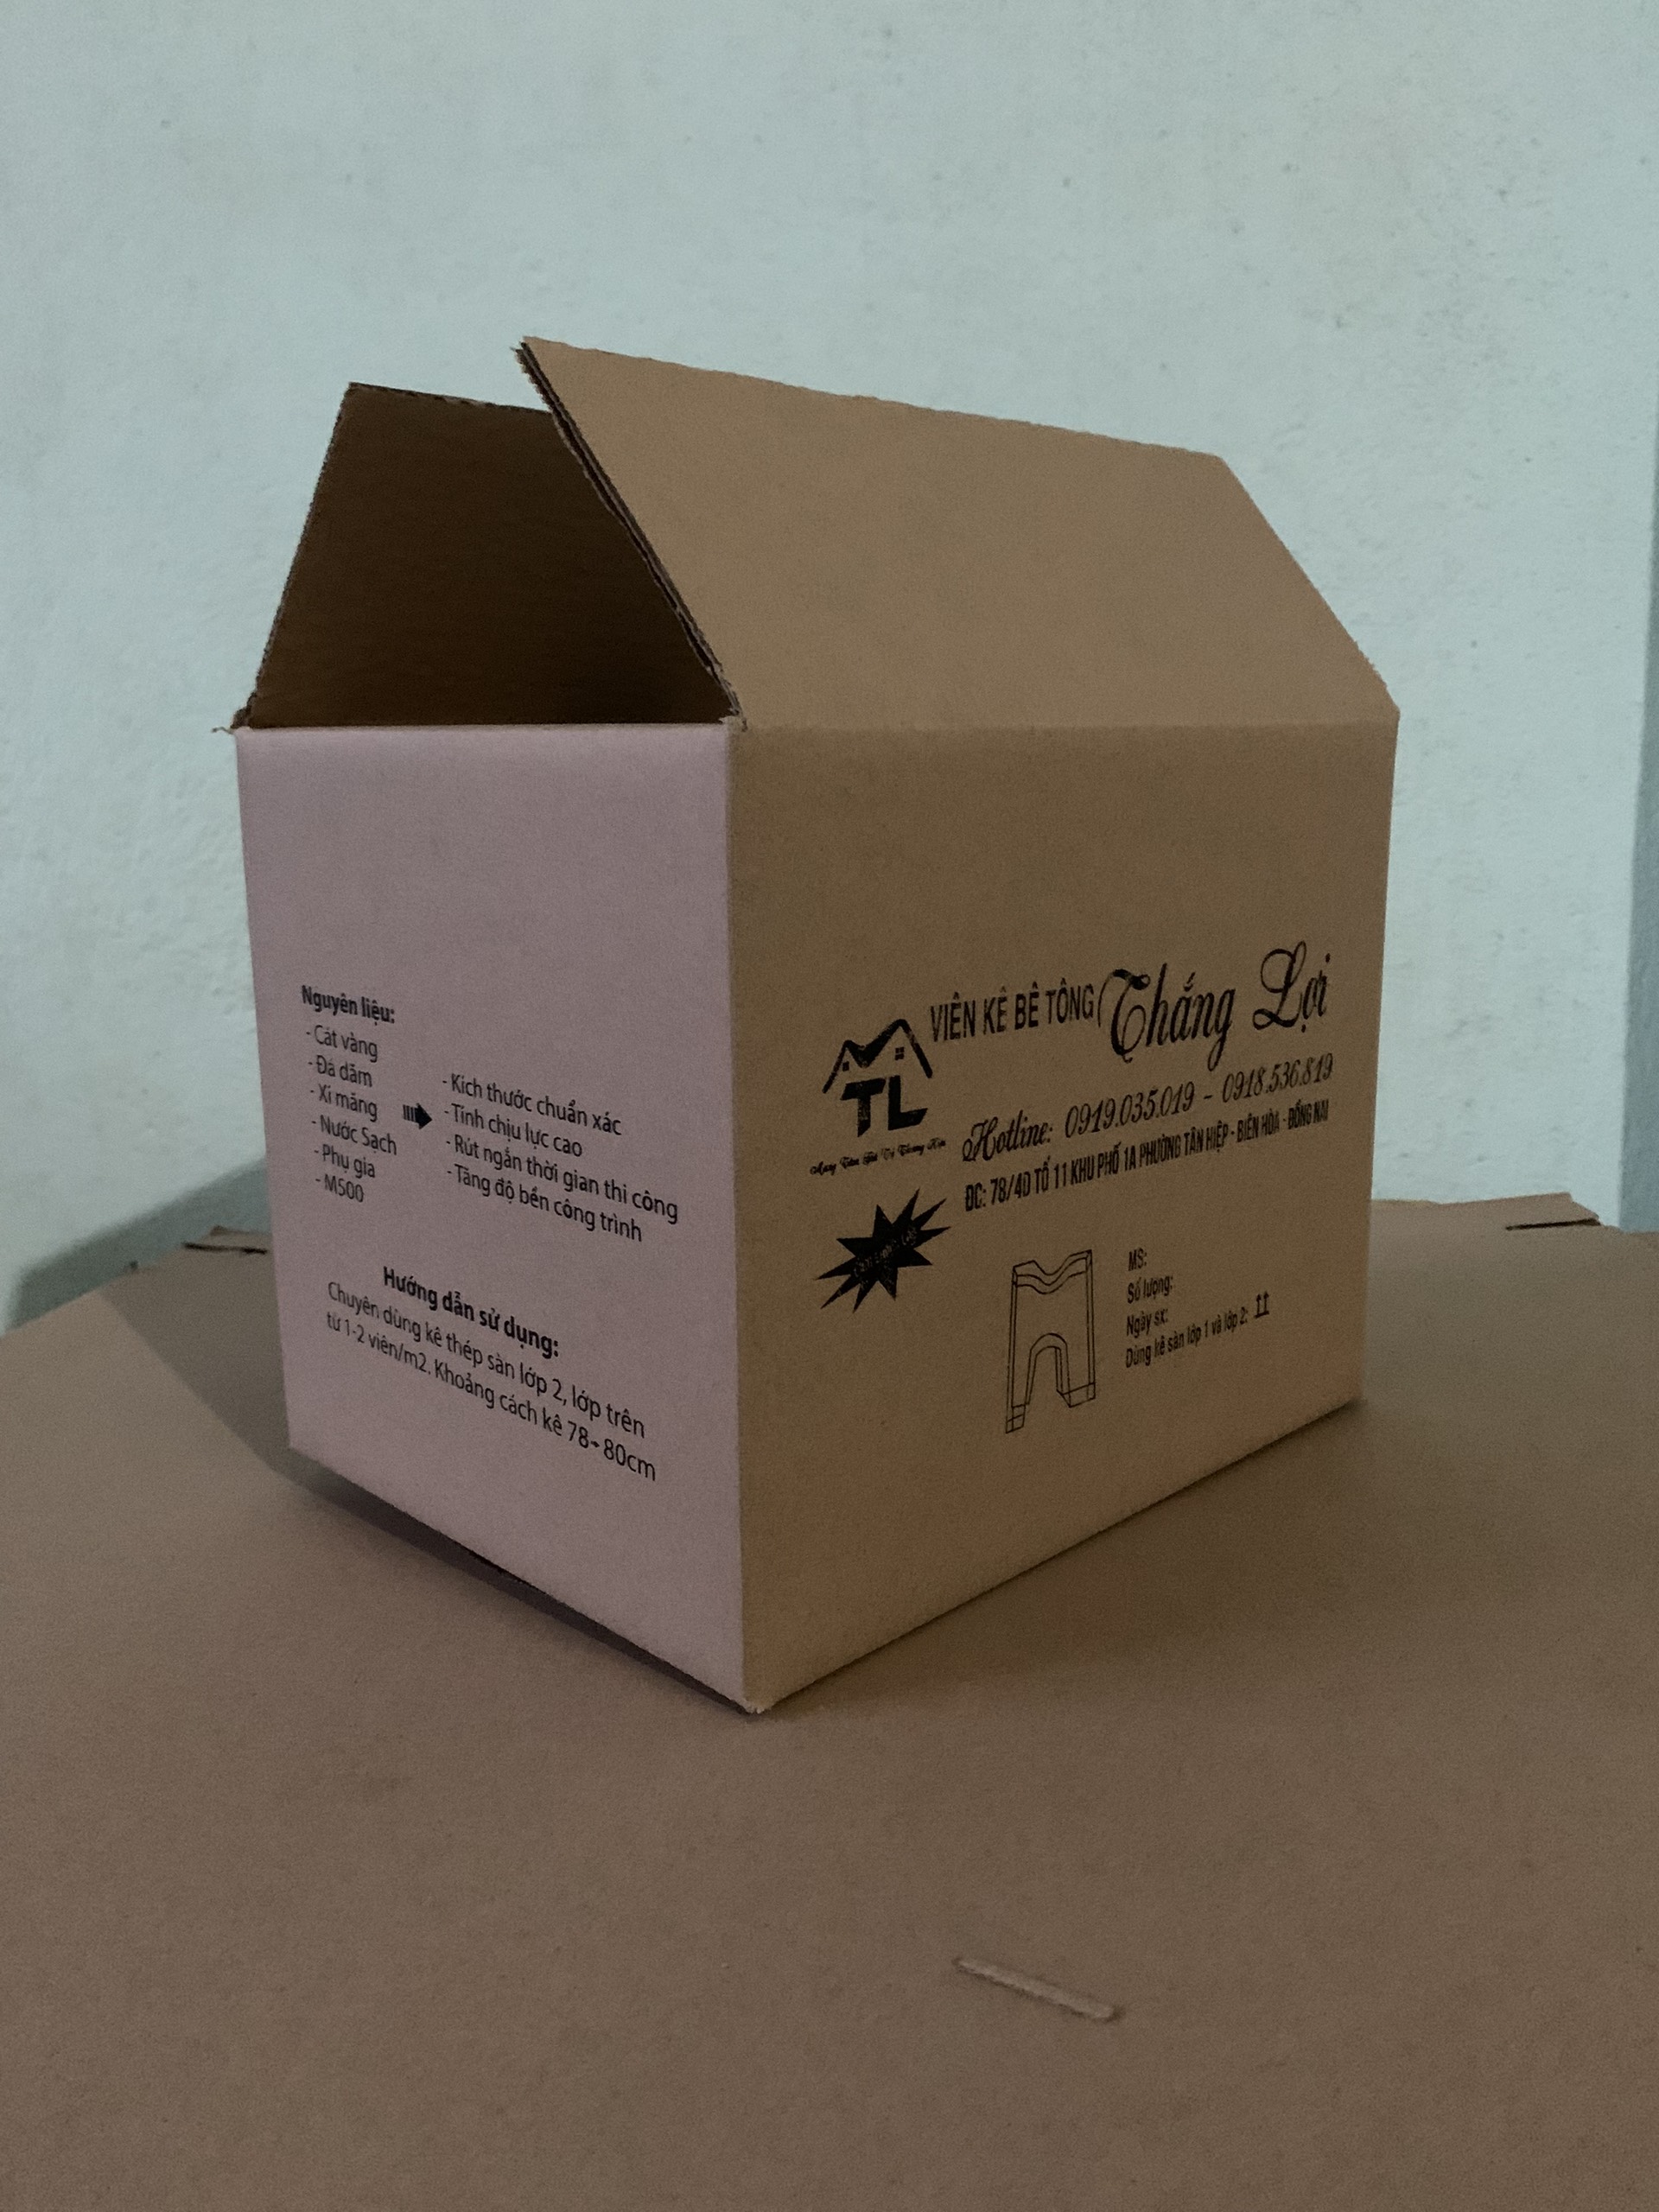 Nguyên liệu:
- Cát vàng
- Đá dăm
- Xi măng
- Nước Sạch
- Phụ gia
- M500
- Kích thước chuẩn xác
- Tính chịu lực cao
- Rút ngắn thời gian thi công
- Tăng độ bền công trình
Hướng dẫn sử dụng:
Chuyên dùng kê thép sàn lớp 2, lớp trên
từ 1-2 viên/m2. Khoảng cách kê 78- 80cm
VIÊN KÊ BÊ TÔNG Thắng Lợi
TL
Hotline: 0919.035.019 - 0918.536.819
ĐC: 78/4D TỔ 11 KHU PHỐ 1A PHƯỜNG TÂN HIỆP - BIÊN HÒA - ĐỒNG NAI
MS:
Số lượng:
Ngày sx:
Dùng kê sàn lớp 1 và lớp 2: